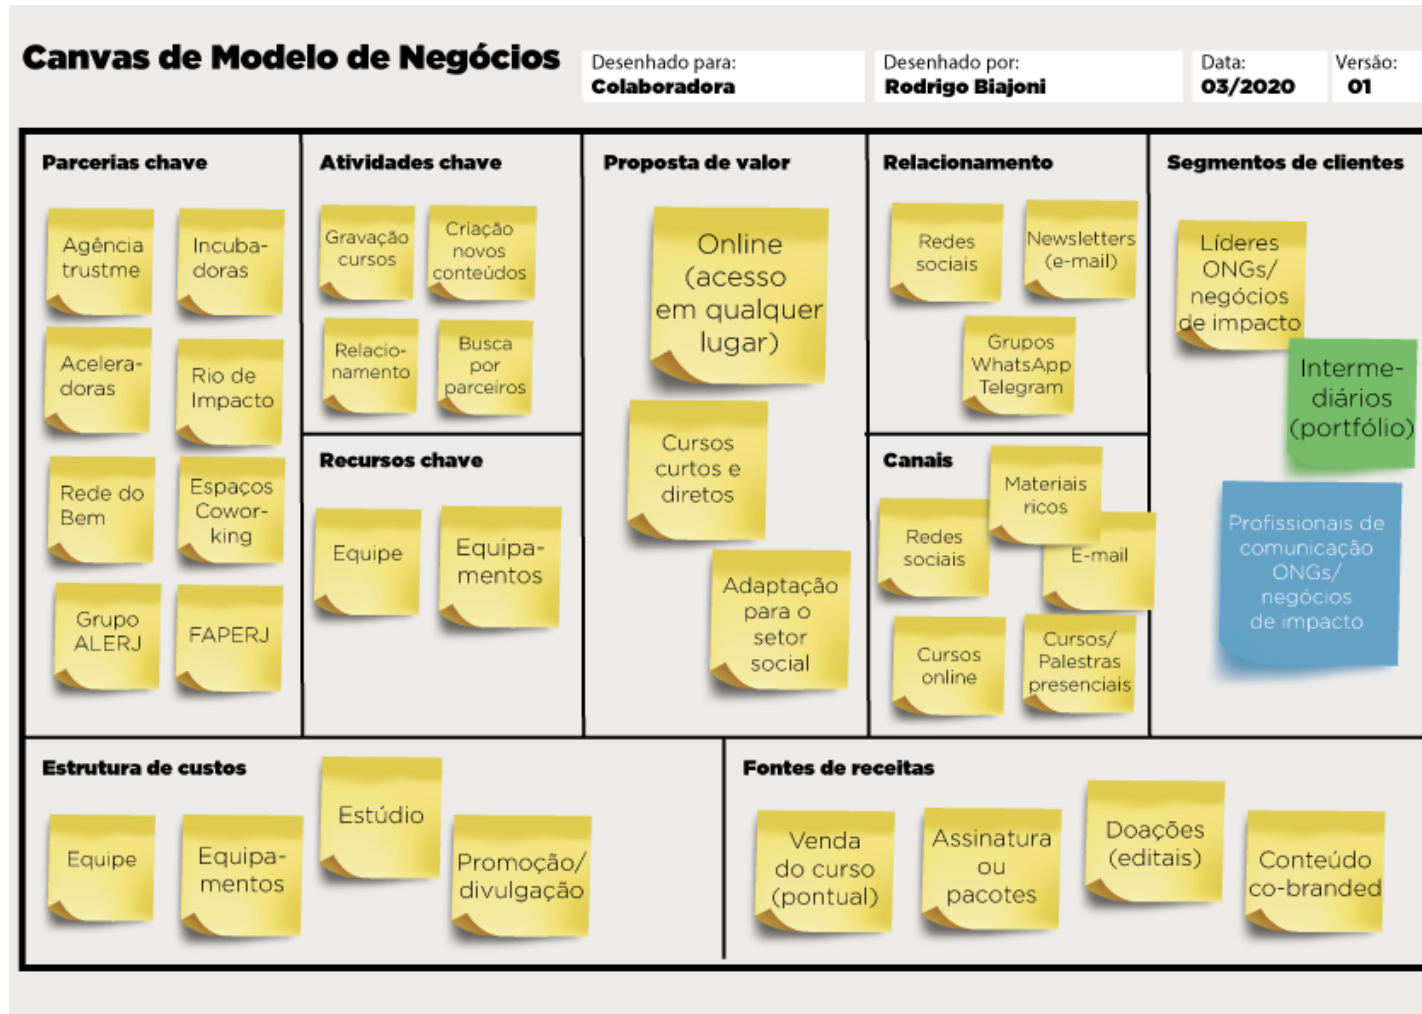 Canvas de Modelo de Negócios
Desenhado para:
Colaboradora
Desenhado por:
Rodrigo Biajoni
Data:
03/2020
Versão:
01
Parcerias chave
Agência
trustme
Incuba-
doras
Acelera-
doras
Rio de
Impacto
Rede do
Bem
Espaços
Cowor-
king
Grupo
ALERJ
FAPERJ
Atividades chave
Gravação
cursos
Criação
novos
conteúdos
Relacio-
namento
Busca
por
parceiros
Recursos chave
Equipe
Equipa-
mentos
Proposta de valor
Online
(acesso
em qualquer
lugar)
Cursos
curtos e
diretos
Adaptação
para o
setor
social
Relacionamento
Redes
sociais
Newsletters
(e-mail)
Grupos
WhatsApp
Telegram
Canais
Materiais
ricos
Redes
sociais
E-mail
Cursos
online
Cursos/
Palestras
presenciais
Segmentos de clientes
Líderes
ONGs/
negócios
de impacto
Interme-
diários
(portfólio)
Profissionais de
comunicação
ONGs/
negócios
de impacto
Estrutura de custos
Equipe
Equipa-
mentos
Estúdio
Promoção/
divulgação
Fontes de receitas
Venda
do curso
(pontual)
Assinatura
ou
pacotes
Doações
(editais)
Conteúdo
co-branded